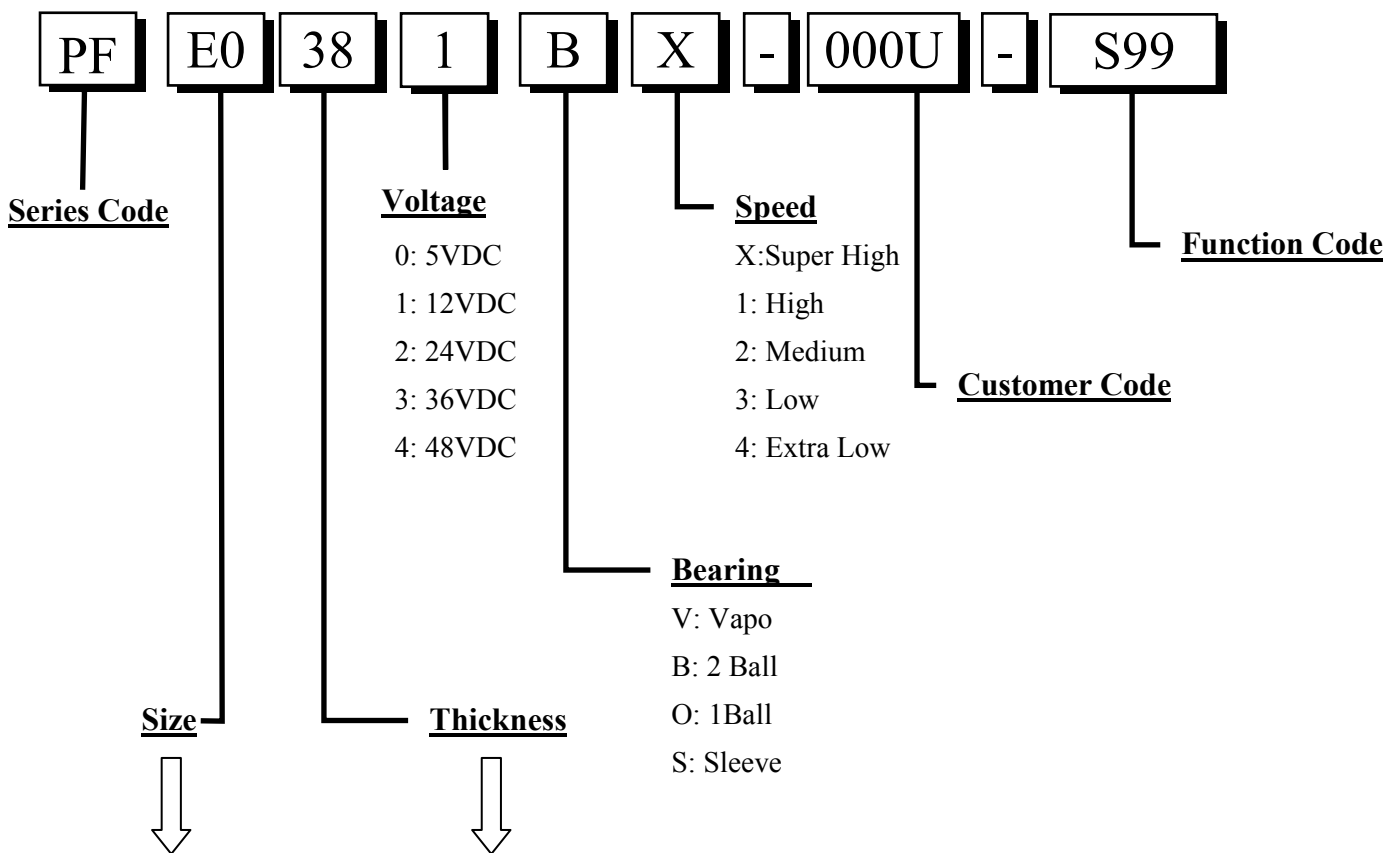 PF E0 38 1 B X - 000U - S99
Series Code
Voltage
0: 5VDC
1: 12VDC
2: 24VDC
3: 36VDC
4: 48VDC
Speed
X:Super High
1: High
2: Medium
3: Low
4: Extra Low
Function Code
Customer Code
Bearing
V: Vapo
B: 2 Ball
O: 1Ball
S: Sleeve
Size
Thickness